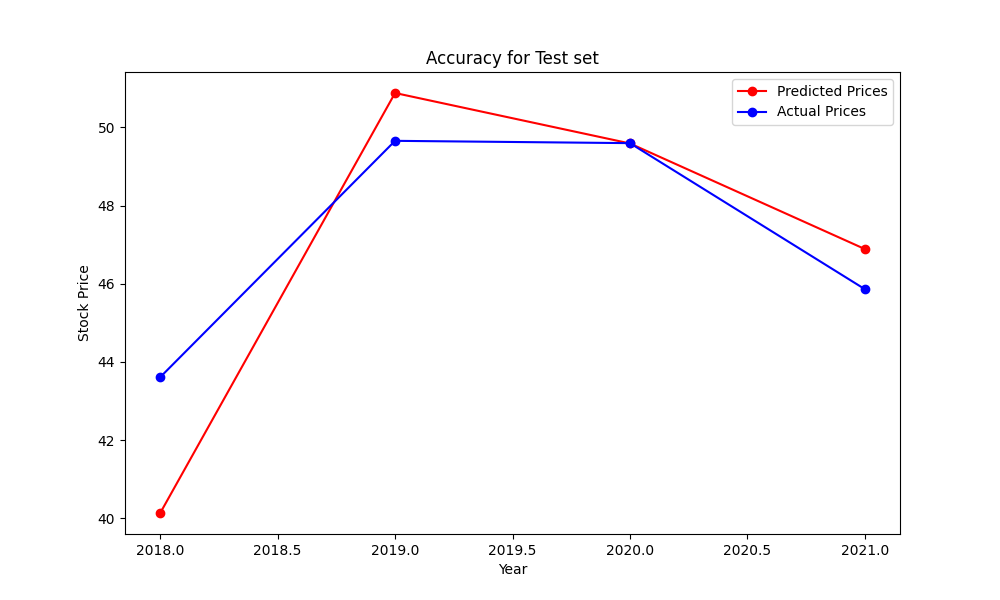 Accuracy for Test set
Predicted Prices
Actual Prices
50
48
46
44
42
40
Stock Price
2018.0 2018.5 2019.0 2019.5 2020.0 2020.5 2021.0
Year